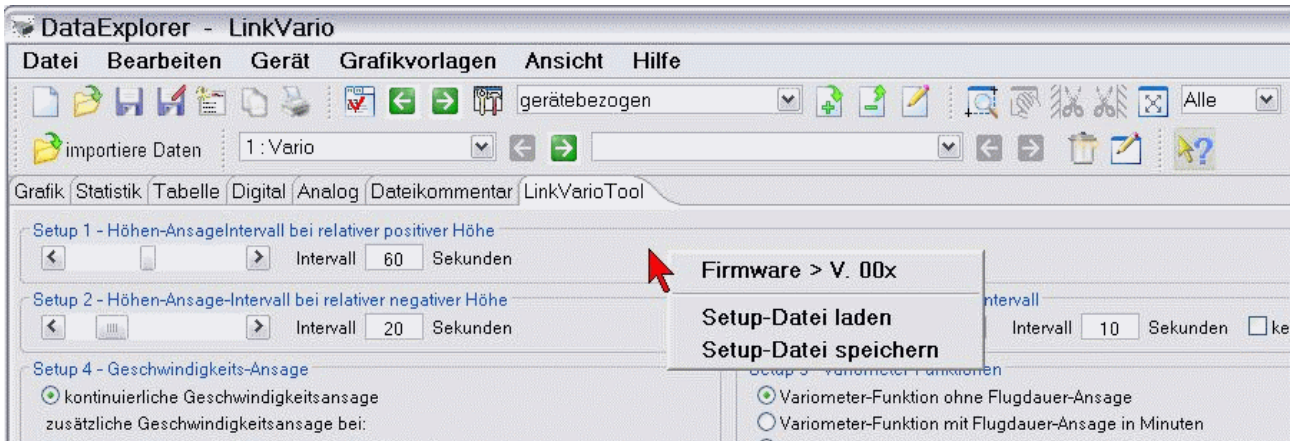 DataExplorer - LinkVario
Datei Bearbeiten Gerät Grafikvorlagen Ansicht Hilfe
gerätebezogen Alle
importiere Daten 1 : Vario
Grafik Statistik Tabelle Digital Analog Dateikommentar LinkVarioTool
Setup 1 - Höhen-AnsageIntervall bei relativer positiver Höhe
Intervall 60 Sekunden
Firmware > V. 00x
Setup-Datei laden
Setup-Datei speichern
Setup 2 - Höhen-Ansage-Intervall bei relativer negativer Höhe
Intervall 20 Sekunden
Intervall 10 Sekunden
Setup 4 - Geschwindigkeits-Ansage
kontinuierliche Geschwindigkeitsansage
zusätzliche Geschwindigkeitsansage bei:
Variometer-Funktion ohne Flugdauer-Ansage
Variometer-Funktion mit Flugdauer-Ansage in Minuten